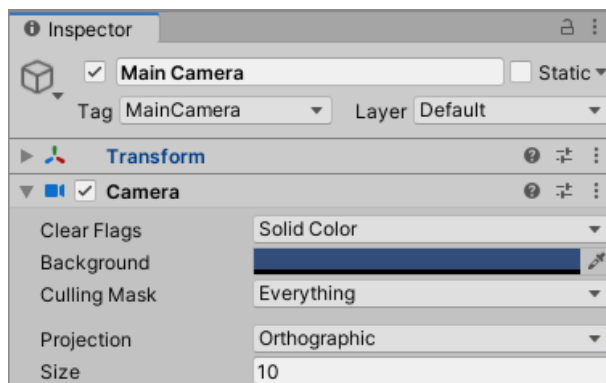 Inspector
Main Camera Static
Tag MainCamera Layer Default
Transform
Camera
Clear Flags Solid Color
Background
Culling Mask Everything
Projection Orthographic
Size 10